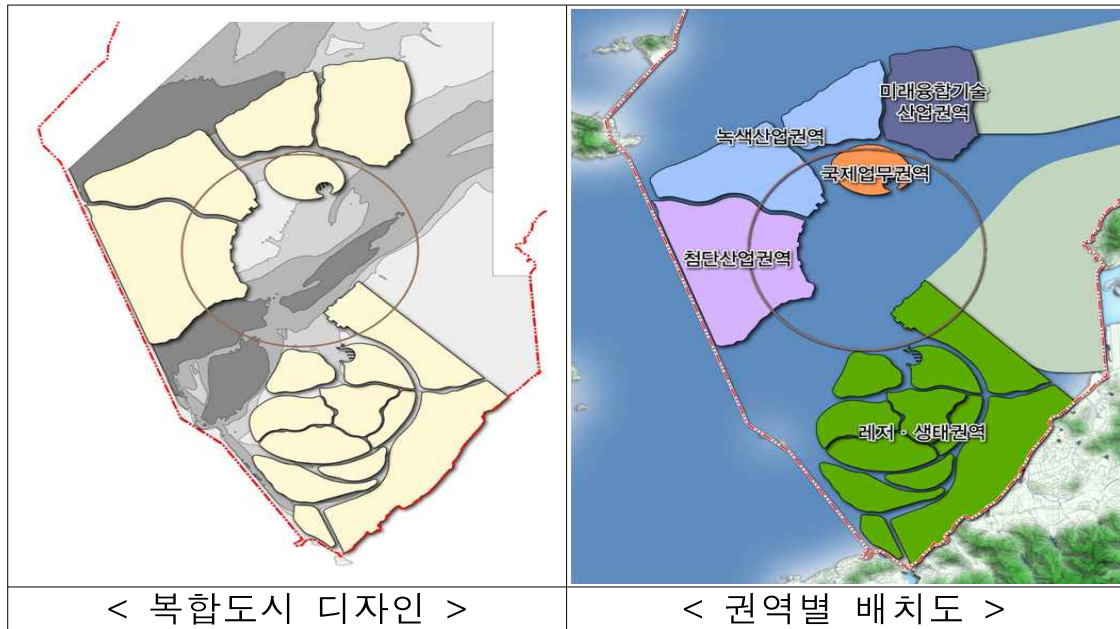 미래융합기술
산업권역
녹색산업권역
국제업무권역
첨단산업권역
레저 · 생태권역
< 복합도시 디자인 >
< 권역별 배치도 >